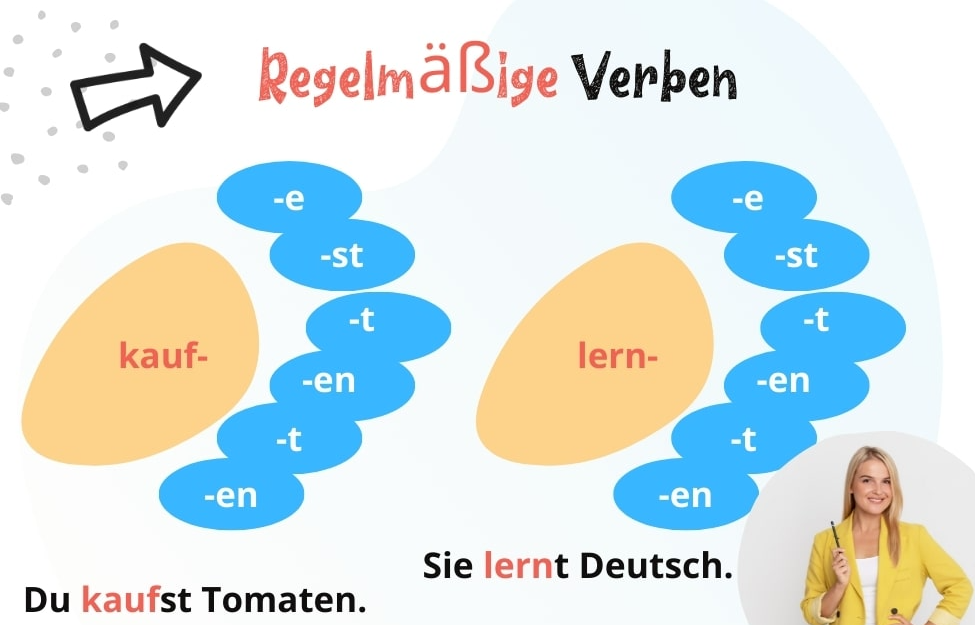 Regelmäßige Verben
-e
-st
-t
-en
-t
-en
kauf-
-e
-st
-t
-en
-t
-en
lern-
Sie lernt Deutsch.
Du kaufst Tomaten.